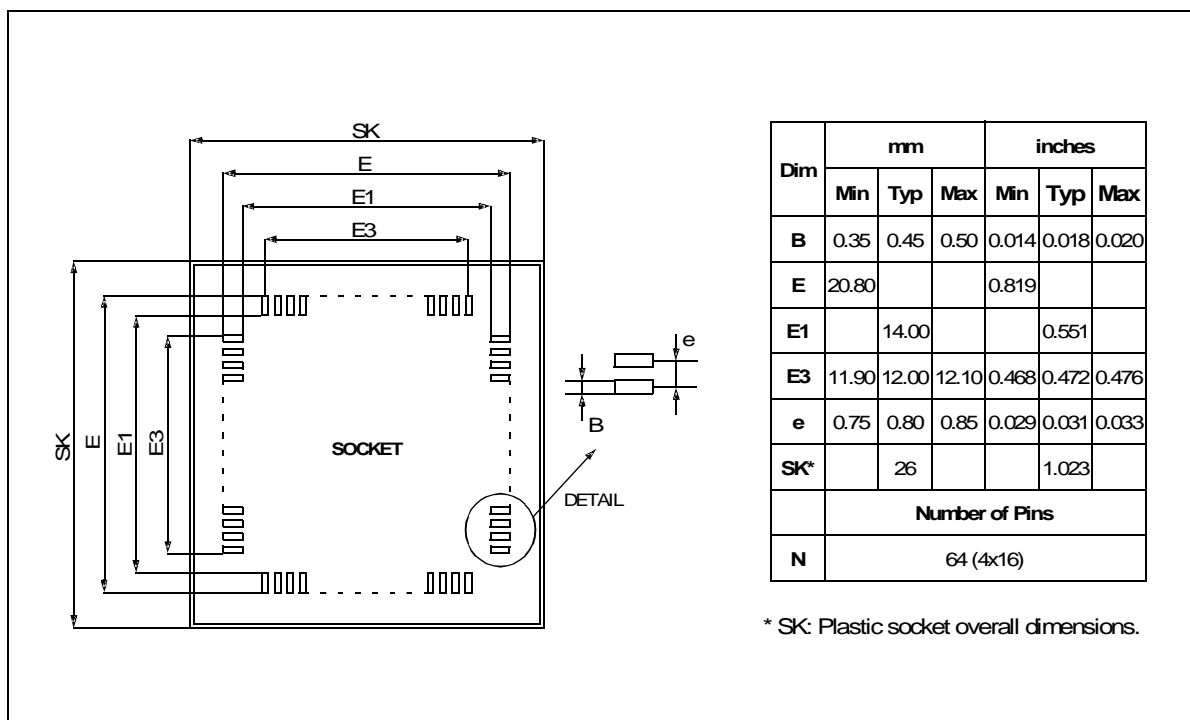 SK
E
E1
E3
SK
E
E1
E3
SOCKET
e
B
DETAIL
Dim mm inches
Min Typ Max Min Typ Max
B 0.35 0.45 0.50 0.014 0.018 0.020
E 20.80 0.819
E1 14.00 0.551
E3 11.90 12.00 12.10 0.468 0.472 0.476
e 0.75 0.80 0.85 0.029 0.031 0.033
SK* 26 1.023
Number of Pins
N 64 (4x16)
* SK: Plastic socket overall dimensions.